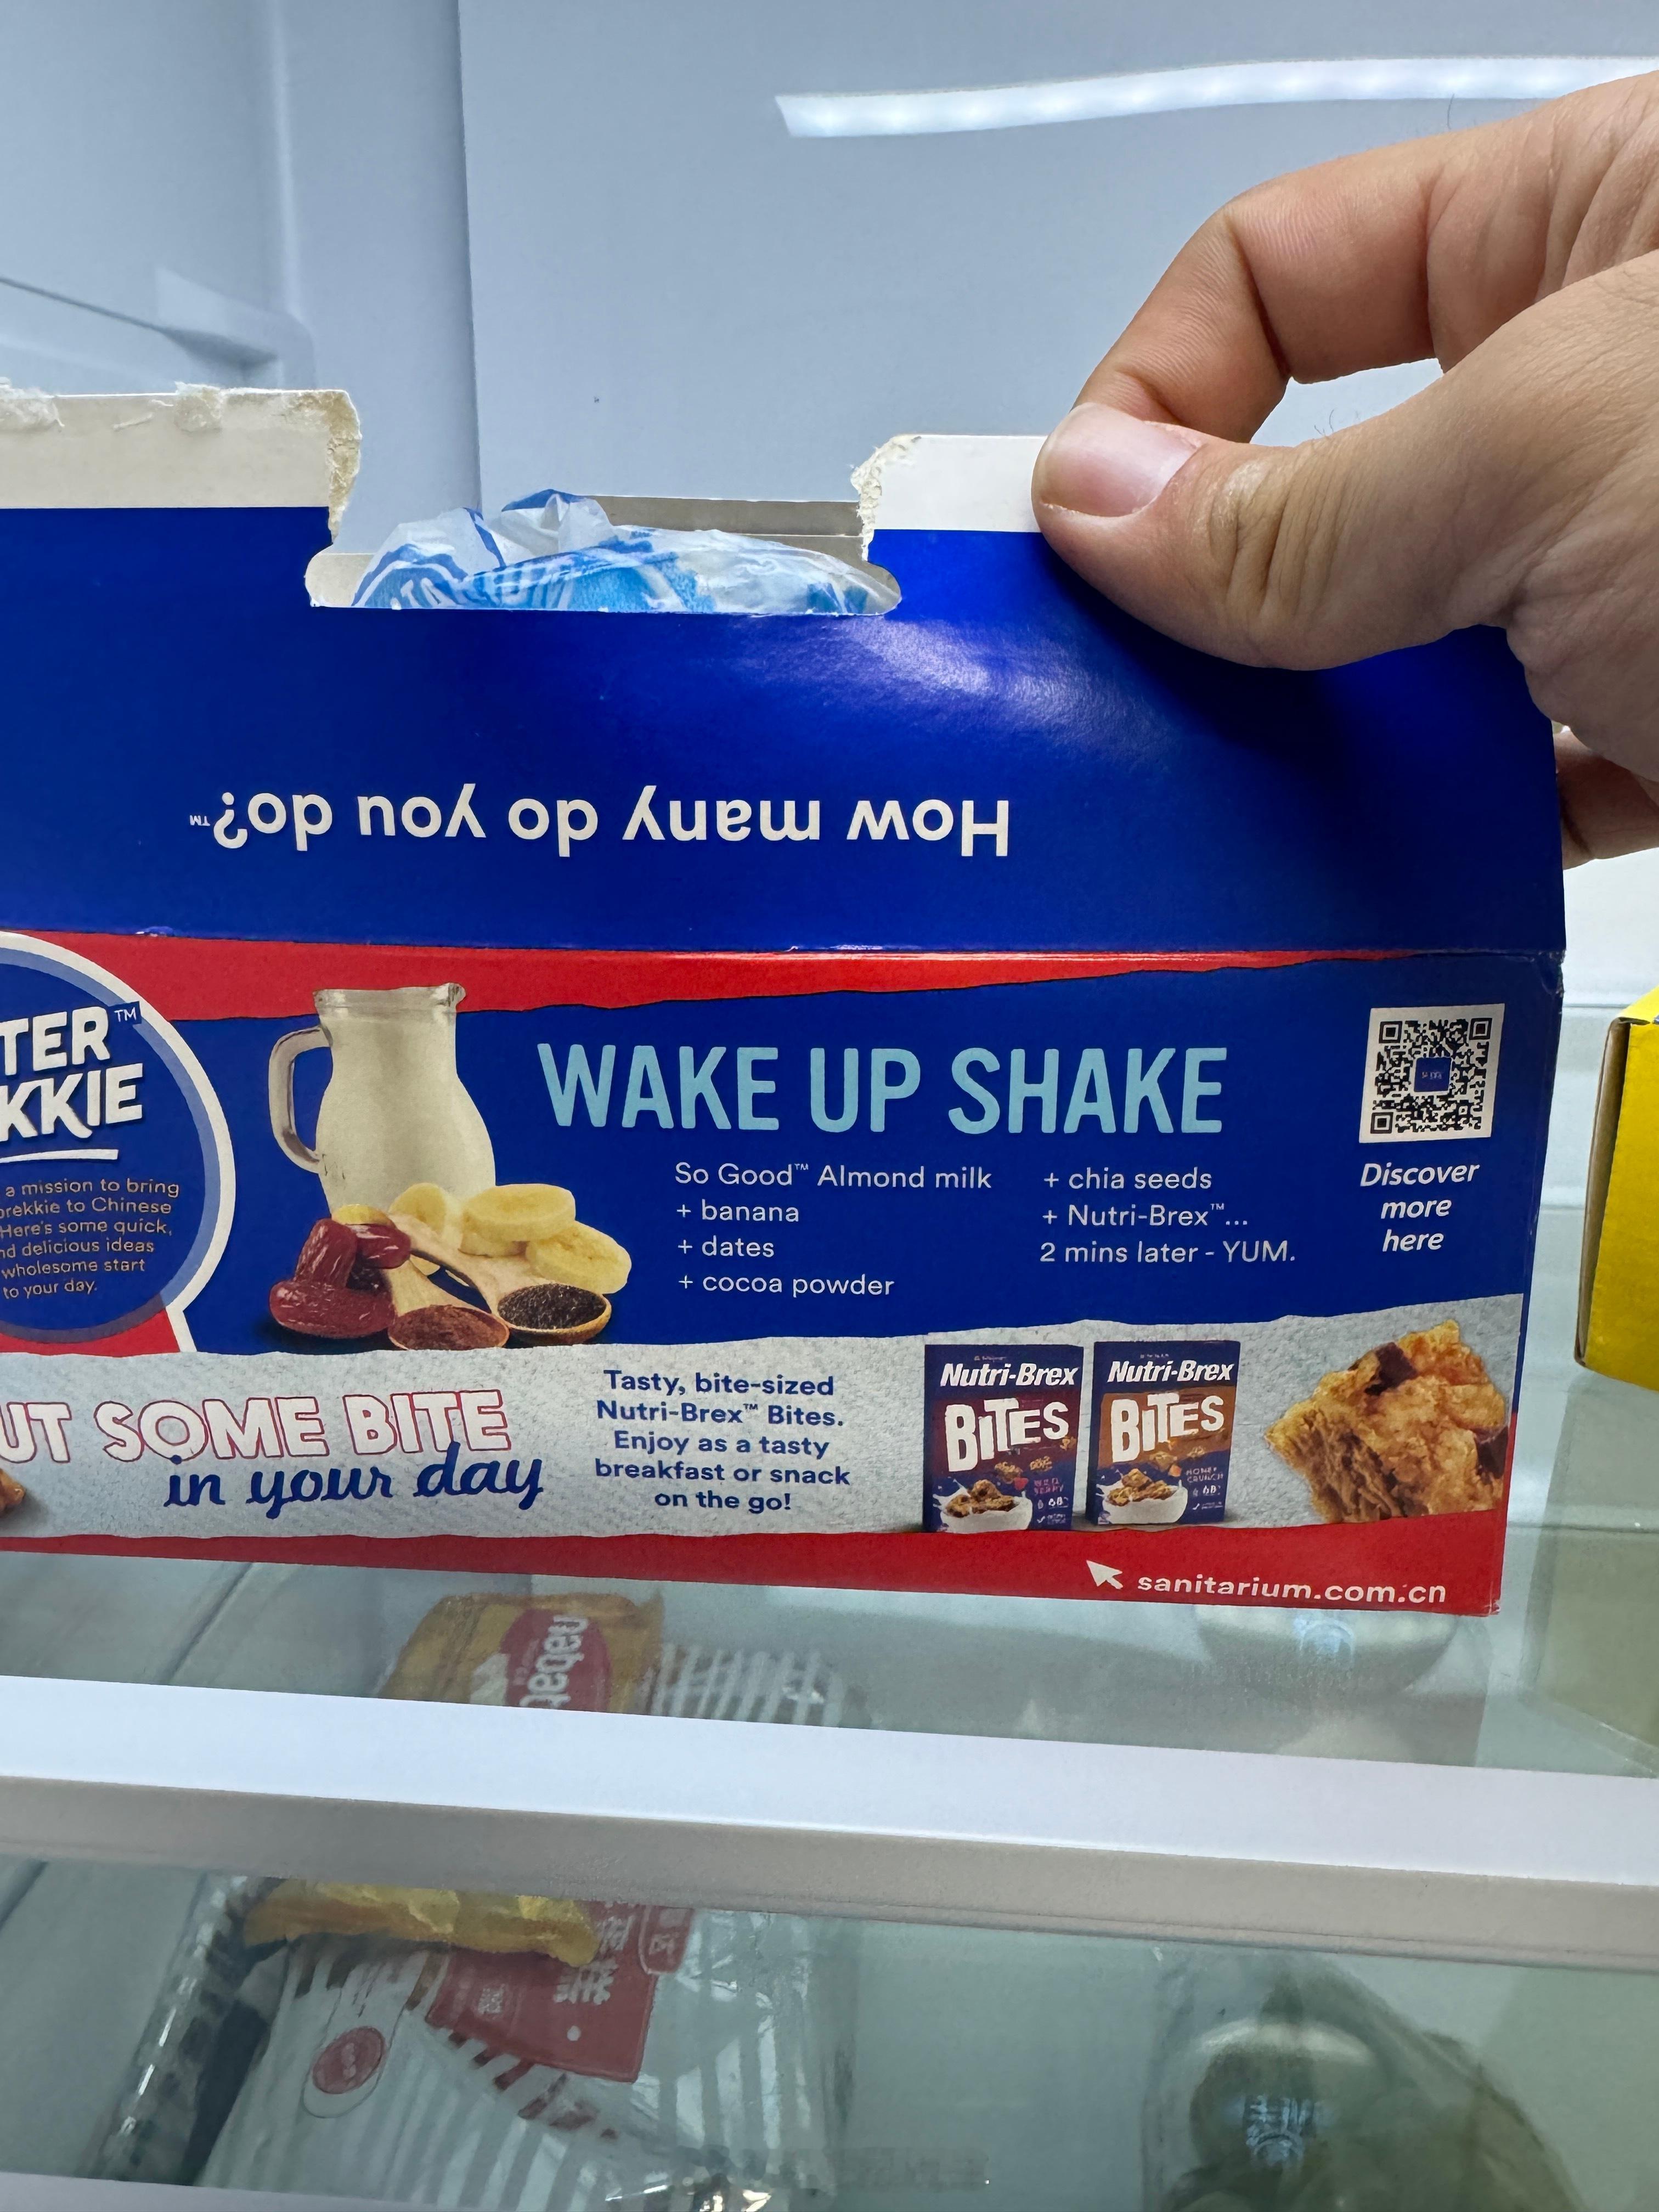 How many do you do?™
TER™
KKIE
a mission to bring
brekkie to Chinese
Here's some quick,
nd delicious ideas
wholesome start
to your day.
WAKE UP SHAKE
So Good™ Almond milk
+ banana
+ dates
+ cocoa powder
+ chia seeds
+ Nutri-Brex™...
2 mins later - YUM.
Discover
more
here
UT SOME BITE
in your day
Tasty, bite-sized
Nutri-Brex™ Bites.
Enjoy as a tasty
breakfast or snack
on the go!
Nutri-Brex
BITES
Nutri-Brex
BITES
HONEY
CRUNCH
sanitarium.com.cn
nabat